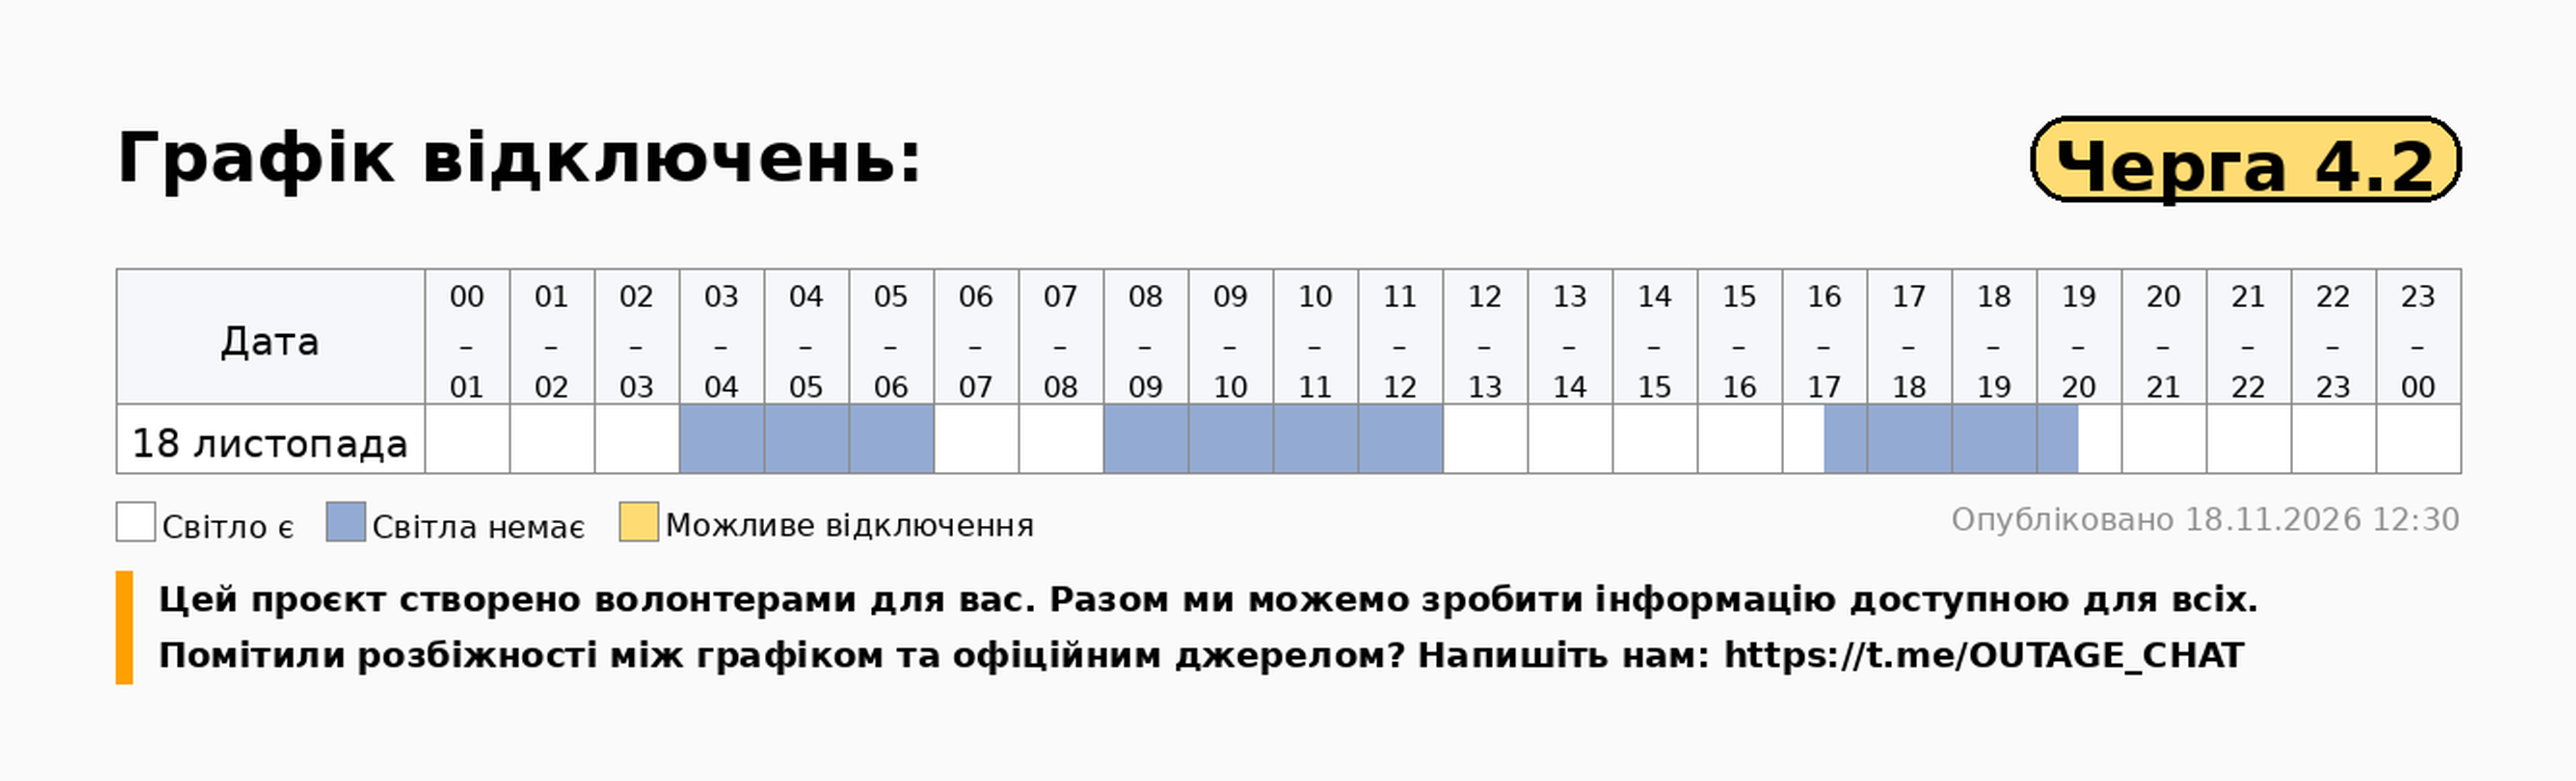 Графік відключень:
Черга 4.2
Дата
00 – 01
01 – 02
02 – 03
03 – 04
04 – 05
05 – 06
06 – 07
07 – 08
08 – 09
09 – 10
10 – 11
11 – 12
12 – 13
13 – 14
14 – 15
15 – 16
16 – 17
17 – 18
18 – 19
19 – 20
20 – 21
21 – 22
22 – 23
23 – 00
18 листопада
Світло є
Світла немає
Можливе відключення
Опубліковано 18.11.2026 12:30
Цей проєкт створено волонтерами для вас. Разом ми можемо зробити інформацію доступною для всіх.
Помітили розбіжності між графіком та офіційним джерелом? Напишіть нам: https://t.me/OUTAGE_CHAT